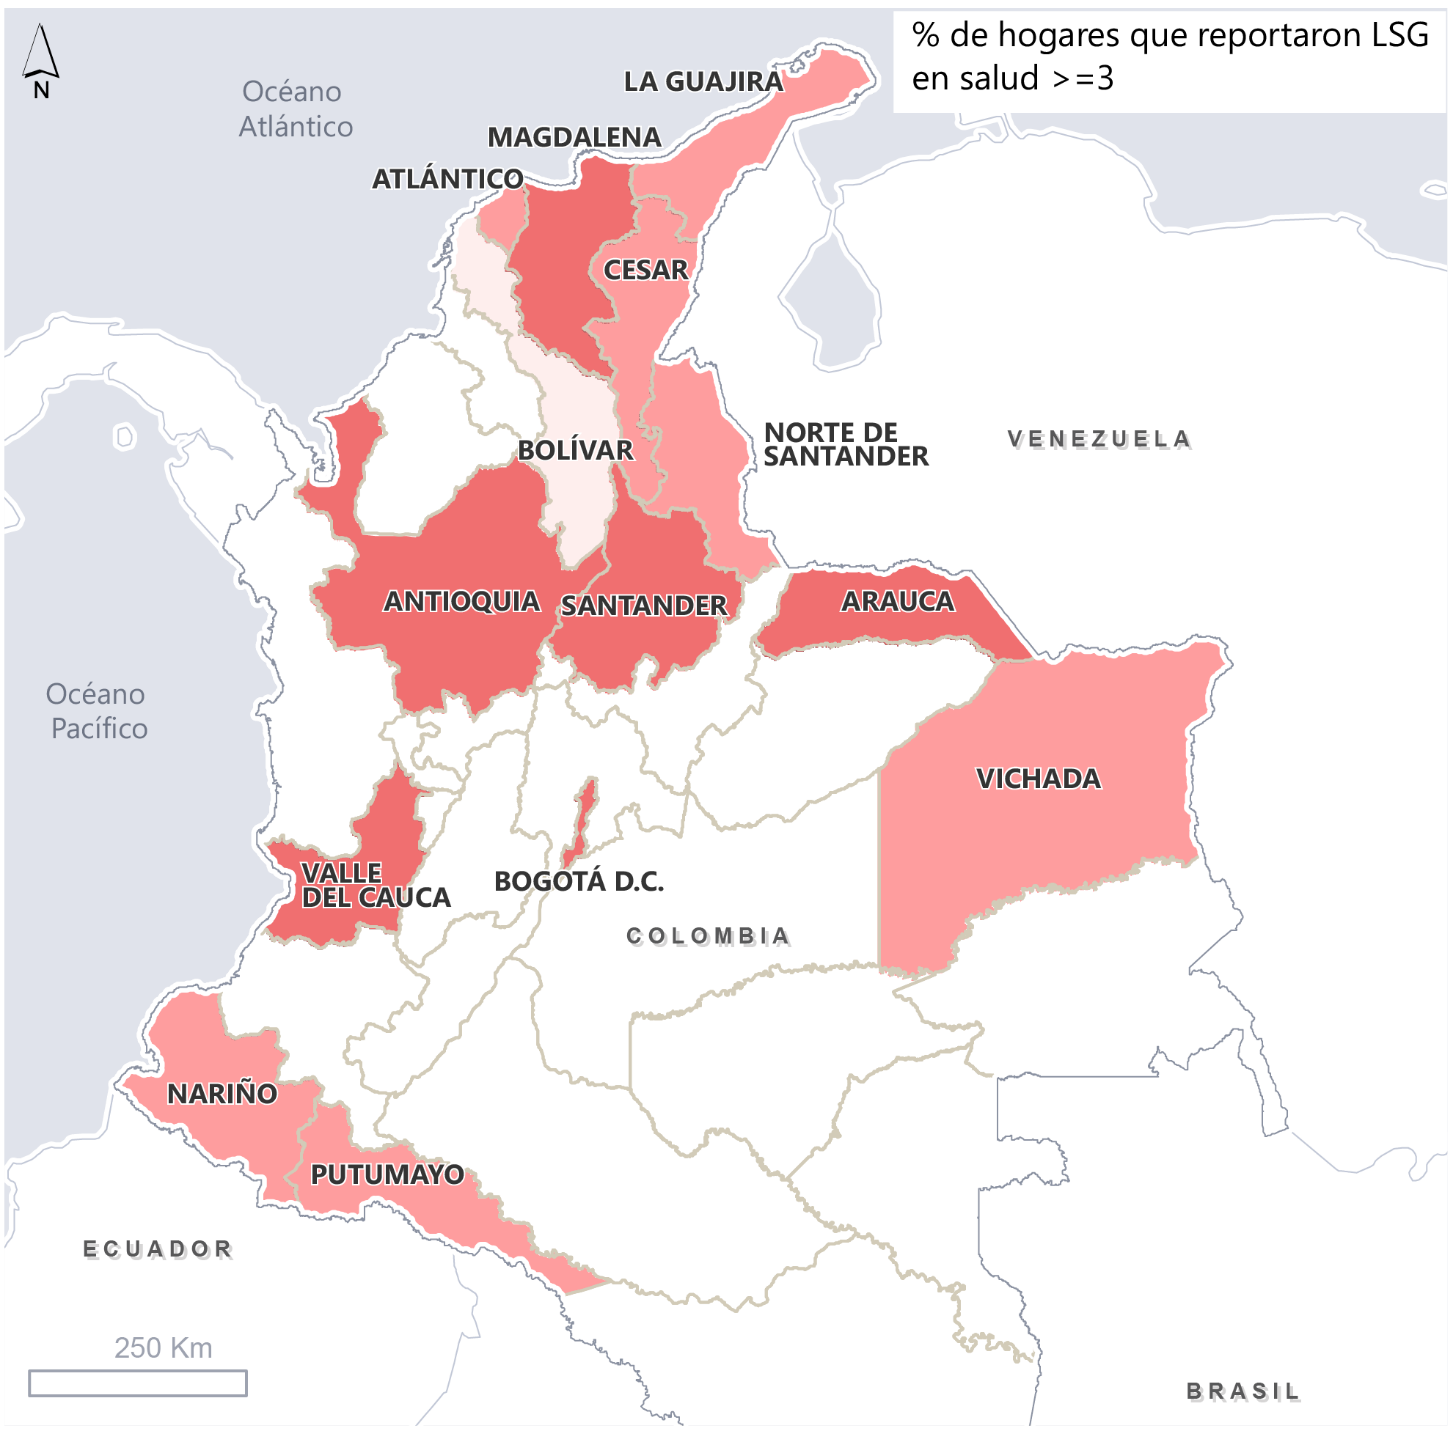 % de hogares que reportaron LSG
en salud >=3
N
Océano
Atlántico
LA GUAJIRA
MAGDALENA
ATLÁNTICO
CESAR
NORTE DE
SANTANDER
VENEZUELA
BOLÍVAR
ANTIOQUIA
SANTANDER
ARAUCA
Océano
Pacífico
VICHADA
VALLE
DEL CAUCA
BOGOTÁ D.C.
COLOMBIA
NARIÑO
PUTUMAYO
ECUADOR
250 Km
BRASIL